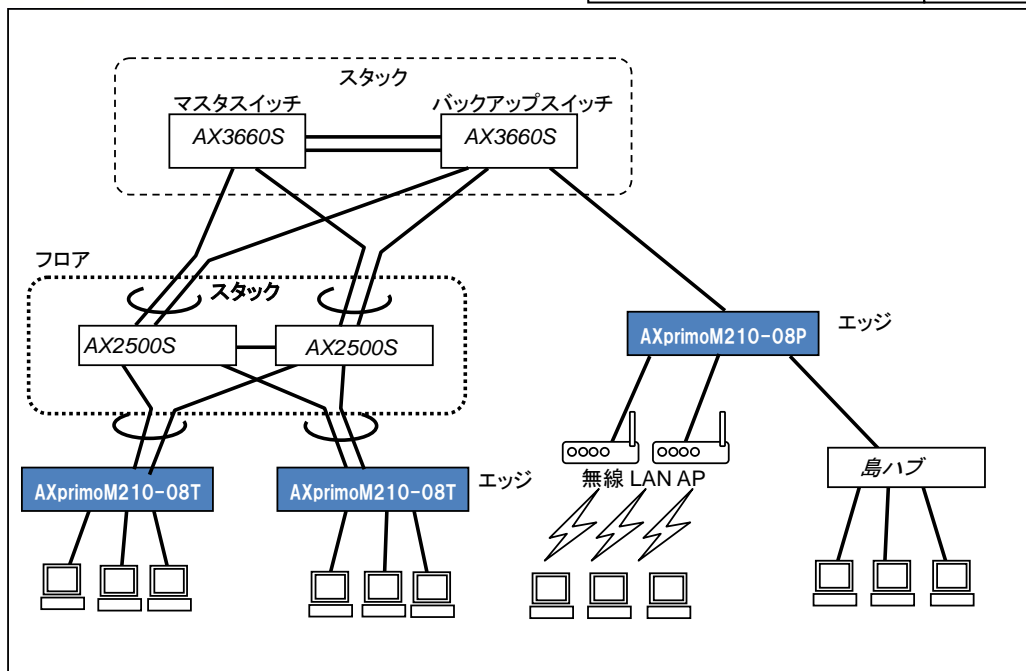 スタック
マスタスイッチ
バックアップスイッチ
AX3660S
AX3660S
フロア
スタック
AX2500S
AX2500S
AXprimoM210-08P
エッジ
AXprimoM210-08T
AXprimoM210-08T
エッジ
無線 LAN AP
島ハブ